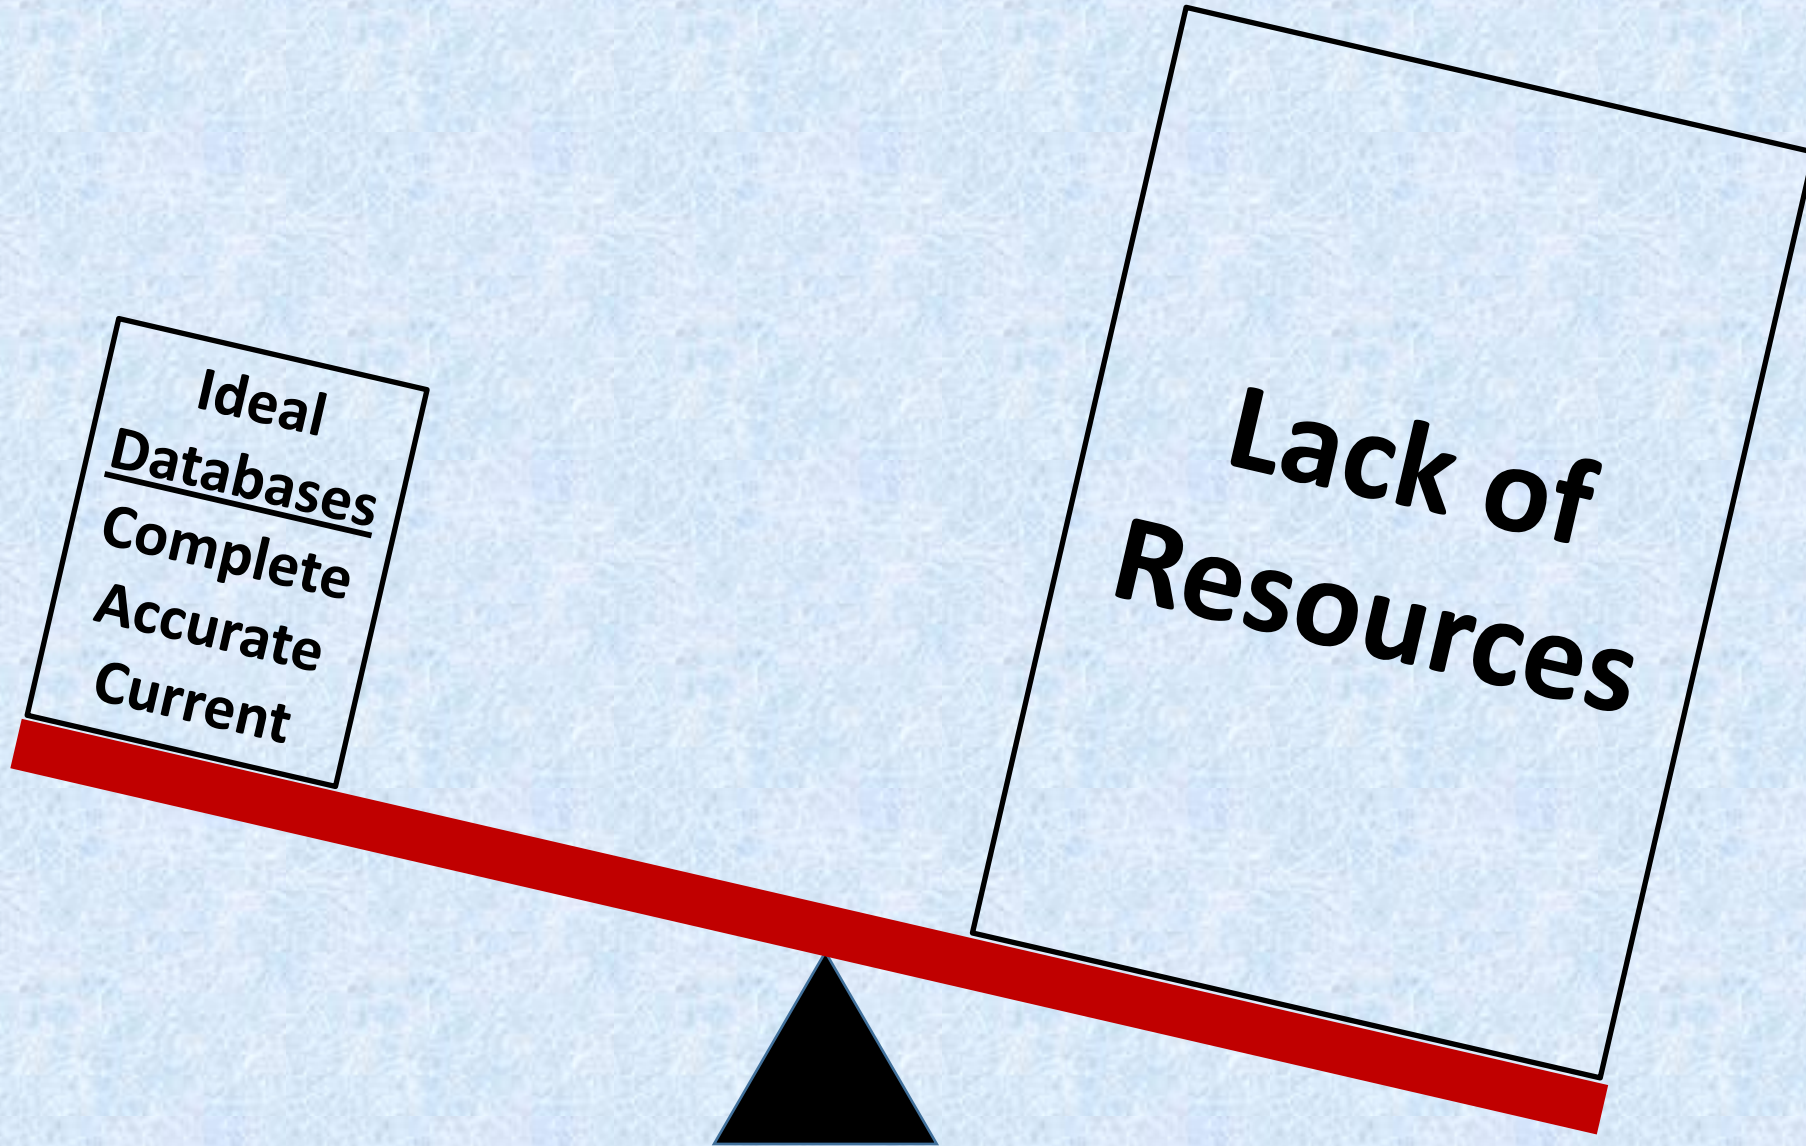 Ideal
Databases
Complete
Accurate
Current
Lack of
Resources